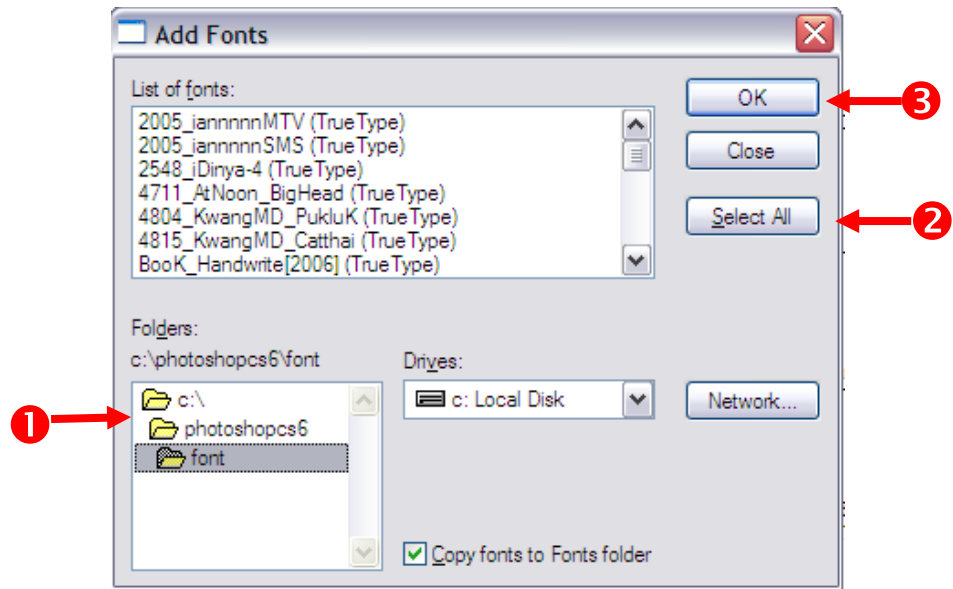 Add Fonts
List of fonts:
2005_iannnnnMTV (TrueType)
2005_iannnnnSMS (TrueType)
2548_iDinya-4 (TrueType)
4711_AtNoon_BigHead (TrueType)
4804_KwangMD_PukluK (TrueType)
4815_KwangMD_Catthai (TrueType)
BooK_Handwrite[2006] (TrueType)
OK
3
Close
Select All
2
Folders:
c:\photoshopcs6\font
Drives:
1
c:\
photoshopcs6
font
c: Local Disk
Network...
Copy fonts to Fonts folder